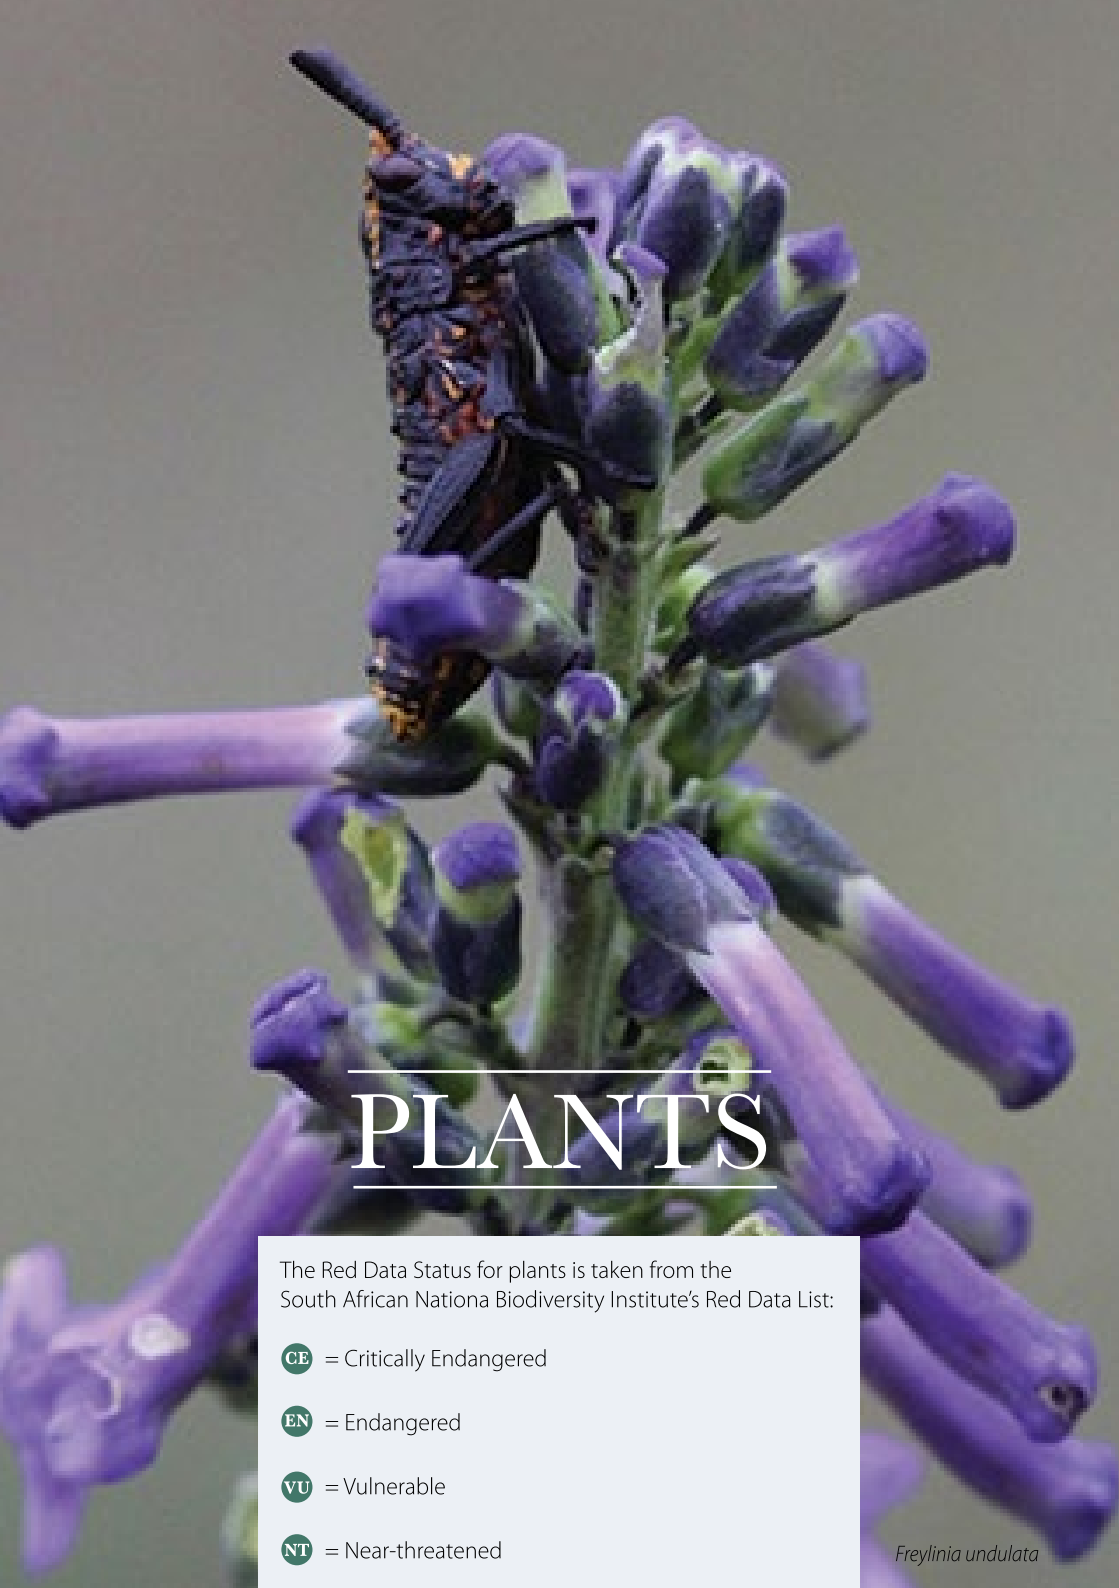 PLANTS
The Red Data Status for plants is taken from the
South African Nationa Biodiversity Institute's Red Data List:
CE = Critically Endangered
EN = Endangered
VU = Vulnerable
NT = Near-threatened
Freylinia undulata